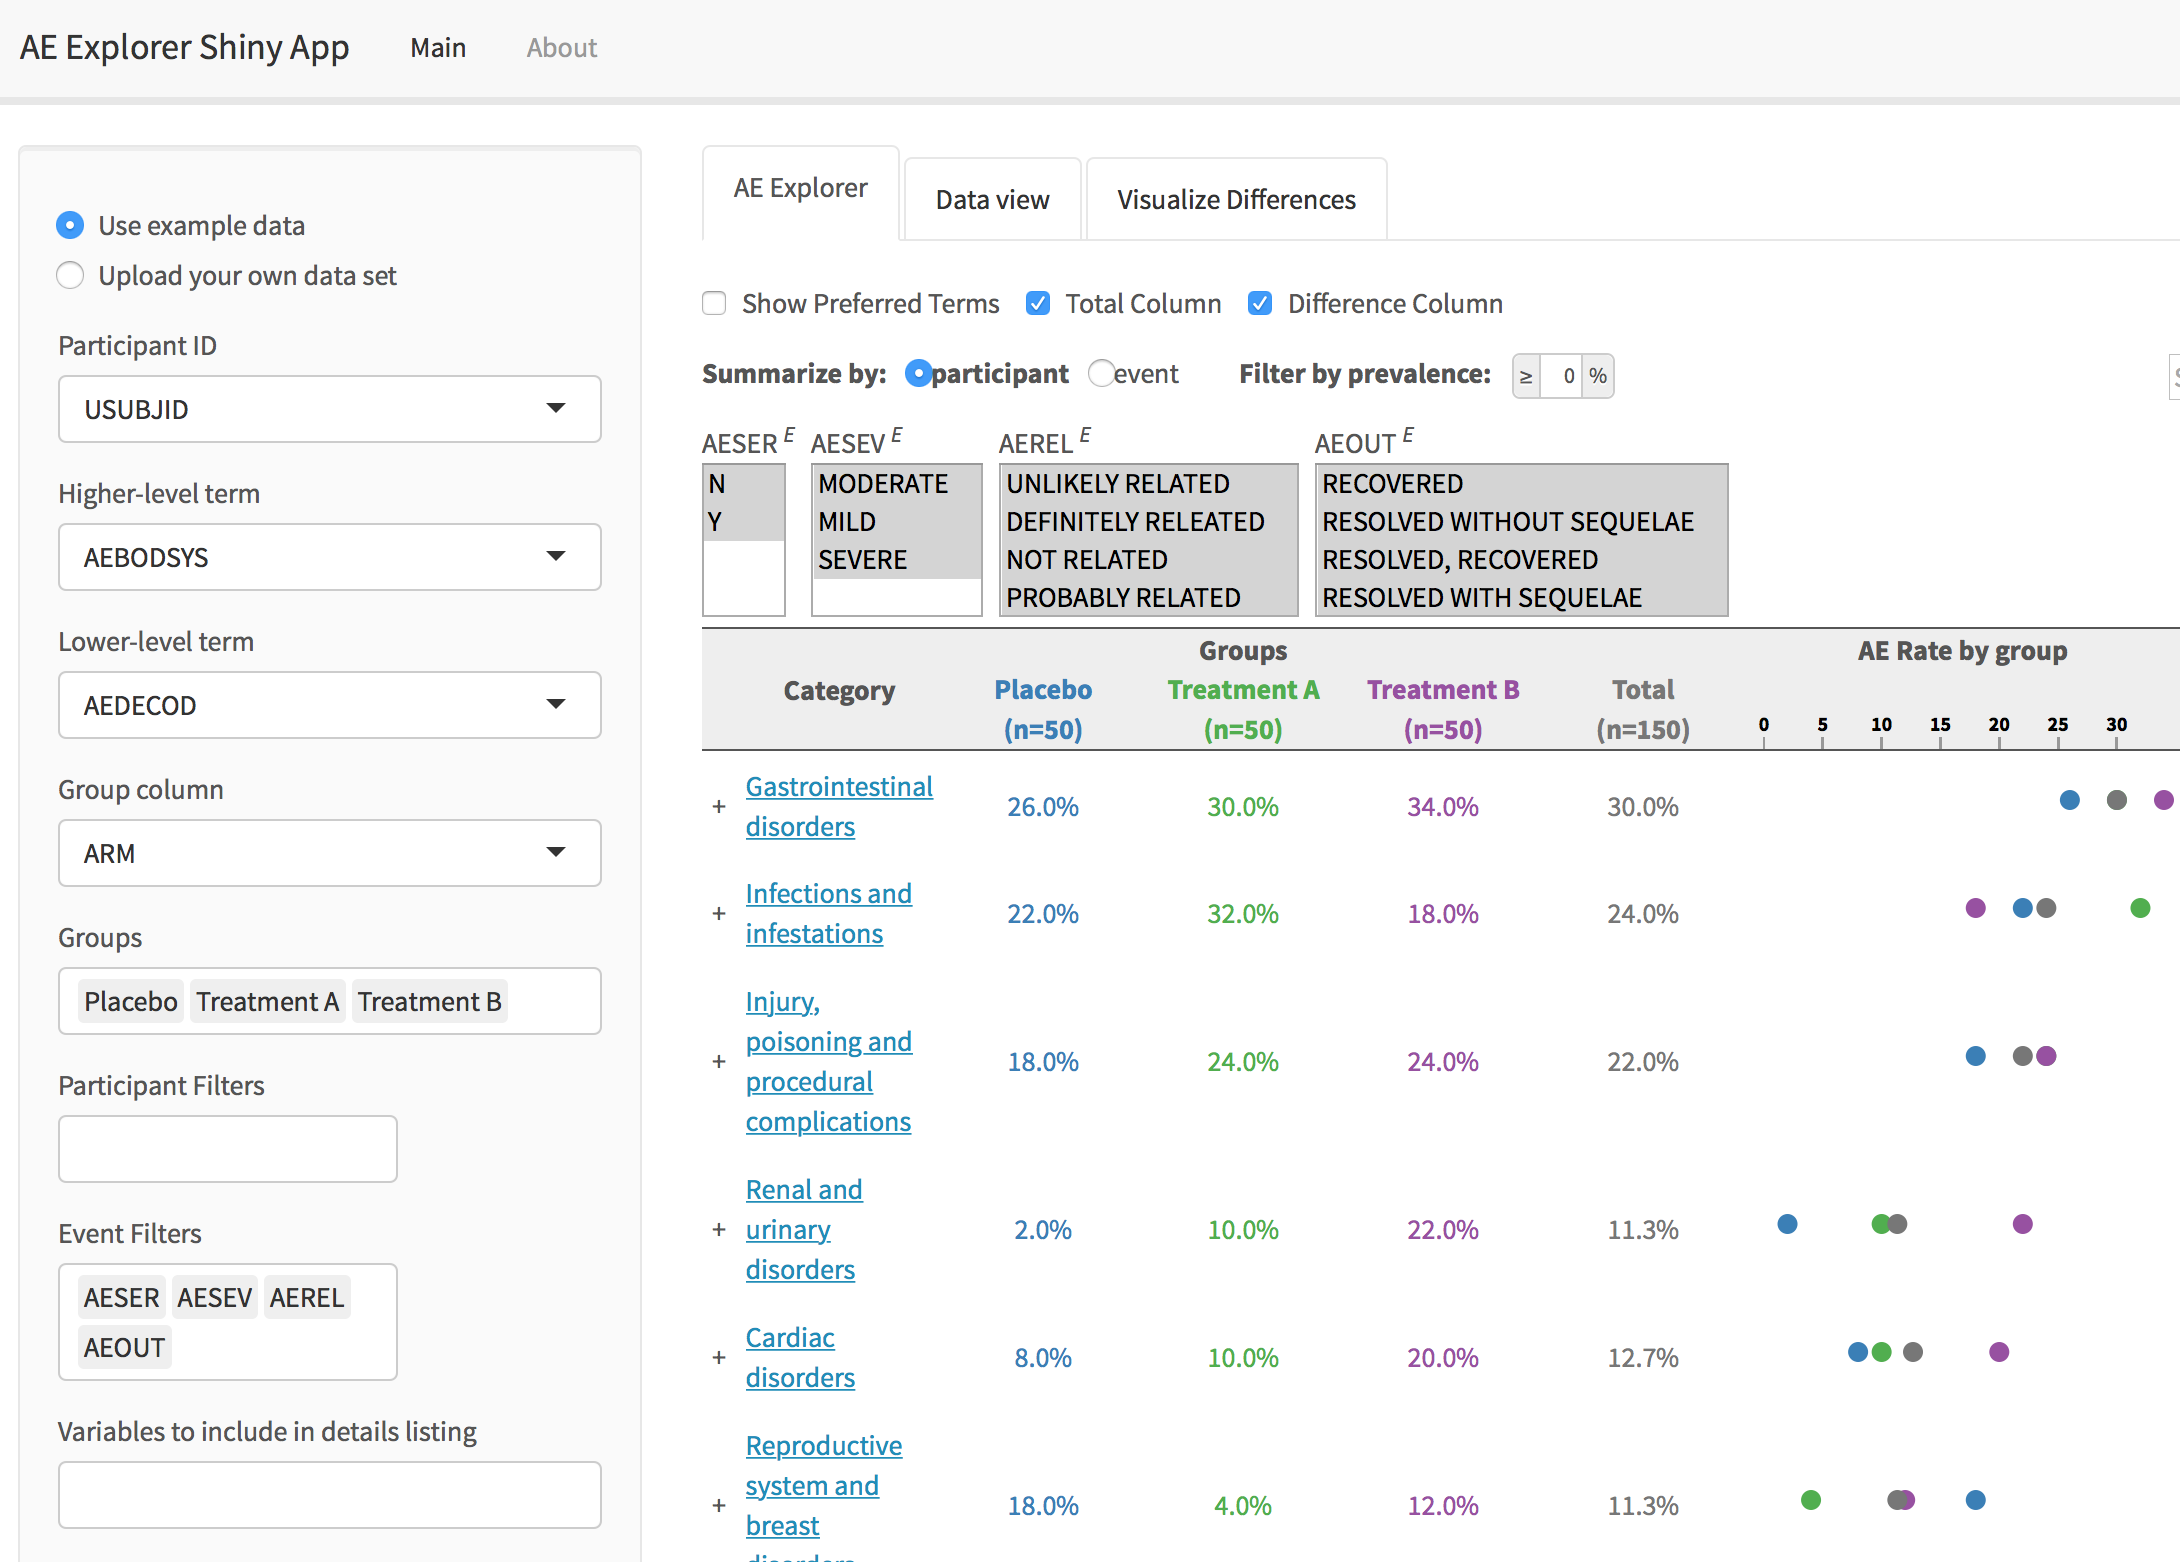 AE Explorer Shiny App Main About
Use example data
Upload your own data set
Participant ID
USUBJID
Higher-level term
AEBODSYS
Lower-level term
AEDECOD
Group column
ARM
Groups
Placebo Treatment A Treatment B
Participant Filters
Event Filters
AESER AESEV AEREL
AEOUT
Variables to include in details listing
AE Explorer Data view Visualize Differences
Show Preferred Terms Total Column Difference Column
Summarize by: participant event Filter by prevalence: ≥ 0 %
AESER E AESEV E AEREL E AEOUT E
N MODERATE UNLIKELY RELATED RECOVERED
Y MILD DEFINITELY RELEATED RESOLVED WITHOUT SEQUELAE
SEVERE NOT RELATED RESOLVED, RECOVERED
PROBABLY RELATED RESOLVED WITH SEQUELAE
Groups AE Rate by group
Category Placebo Treatment A Treatment B Total
(n=50) (n=50) (n=50) (n=150) 0 5 10 15 20 25 30
Gastrointestinal
+ 26.0% 30.0% 34.0% 30.0%
disorders
Infections and
+ 22.0% 32.0% 18.0% 24.0%
infestations
Injury,
poisoning and
+ 18.0% 24.0% 24.0% 22.0%
procedural
complications
Renal and
+ urinary 2.0% 10.0% 22.0% 11.3%
disorders
Cardiac
+ 8.0% 10.0% 20.0% 12.7%
disorders
Reproductive
system and
+ 18.0% 4.0% 12.0% 11.3%
breast